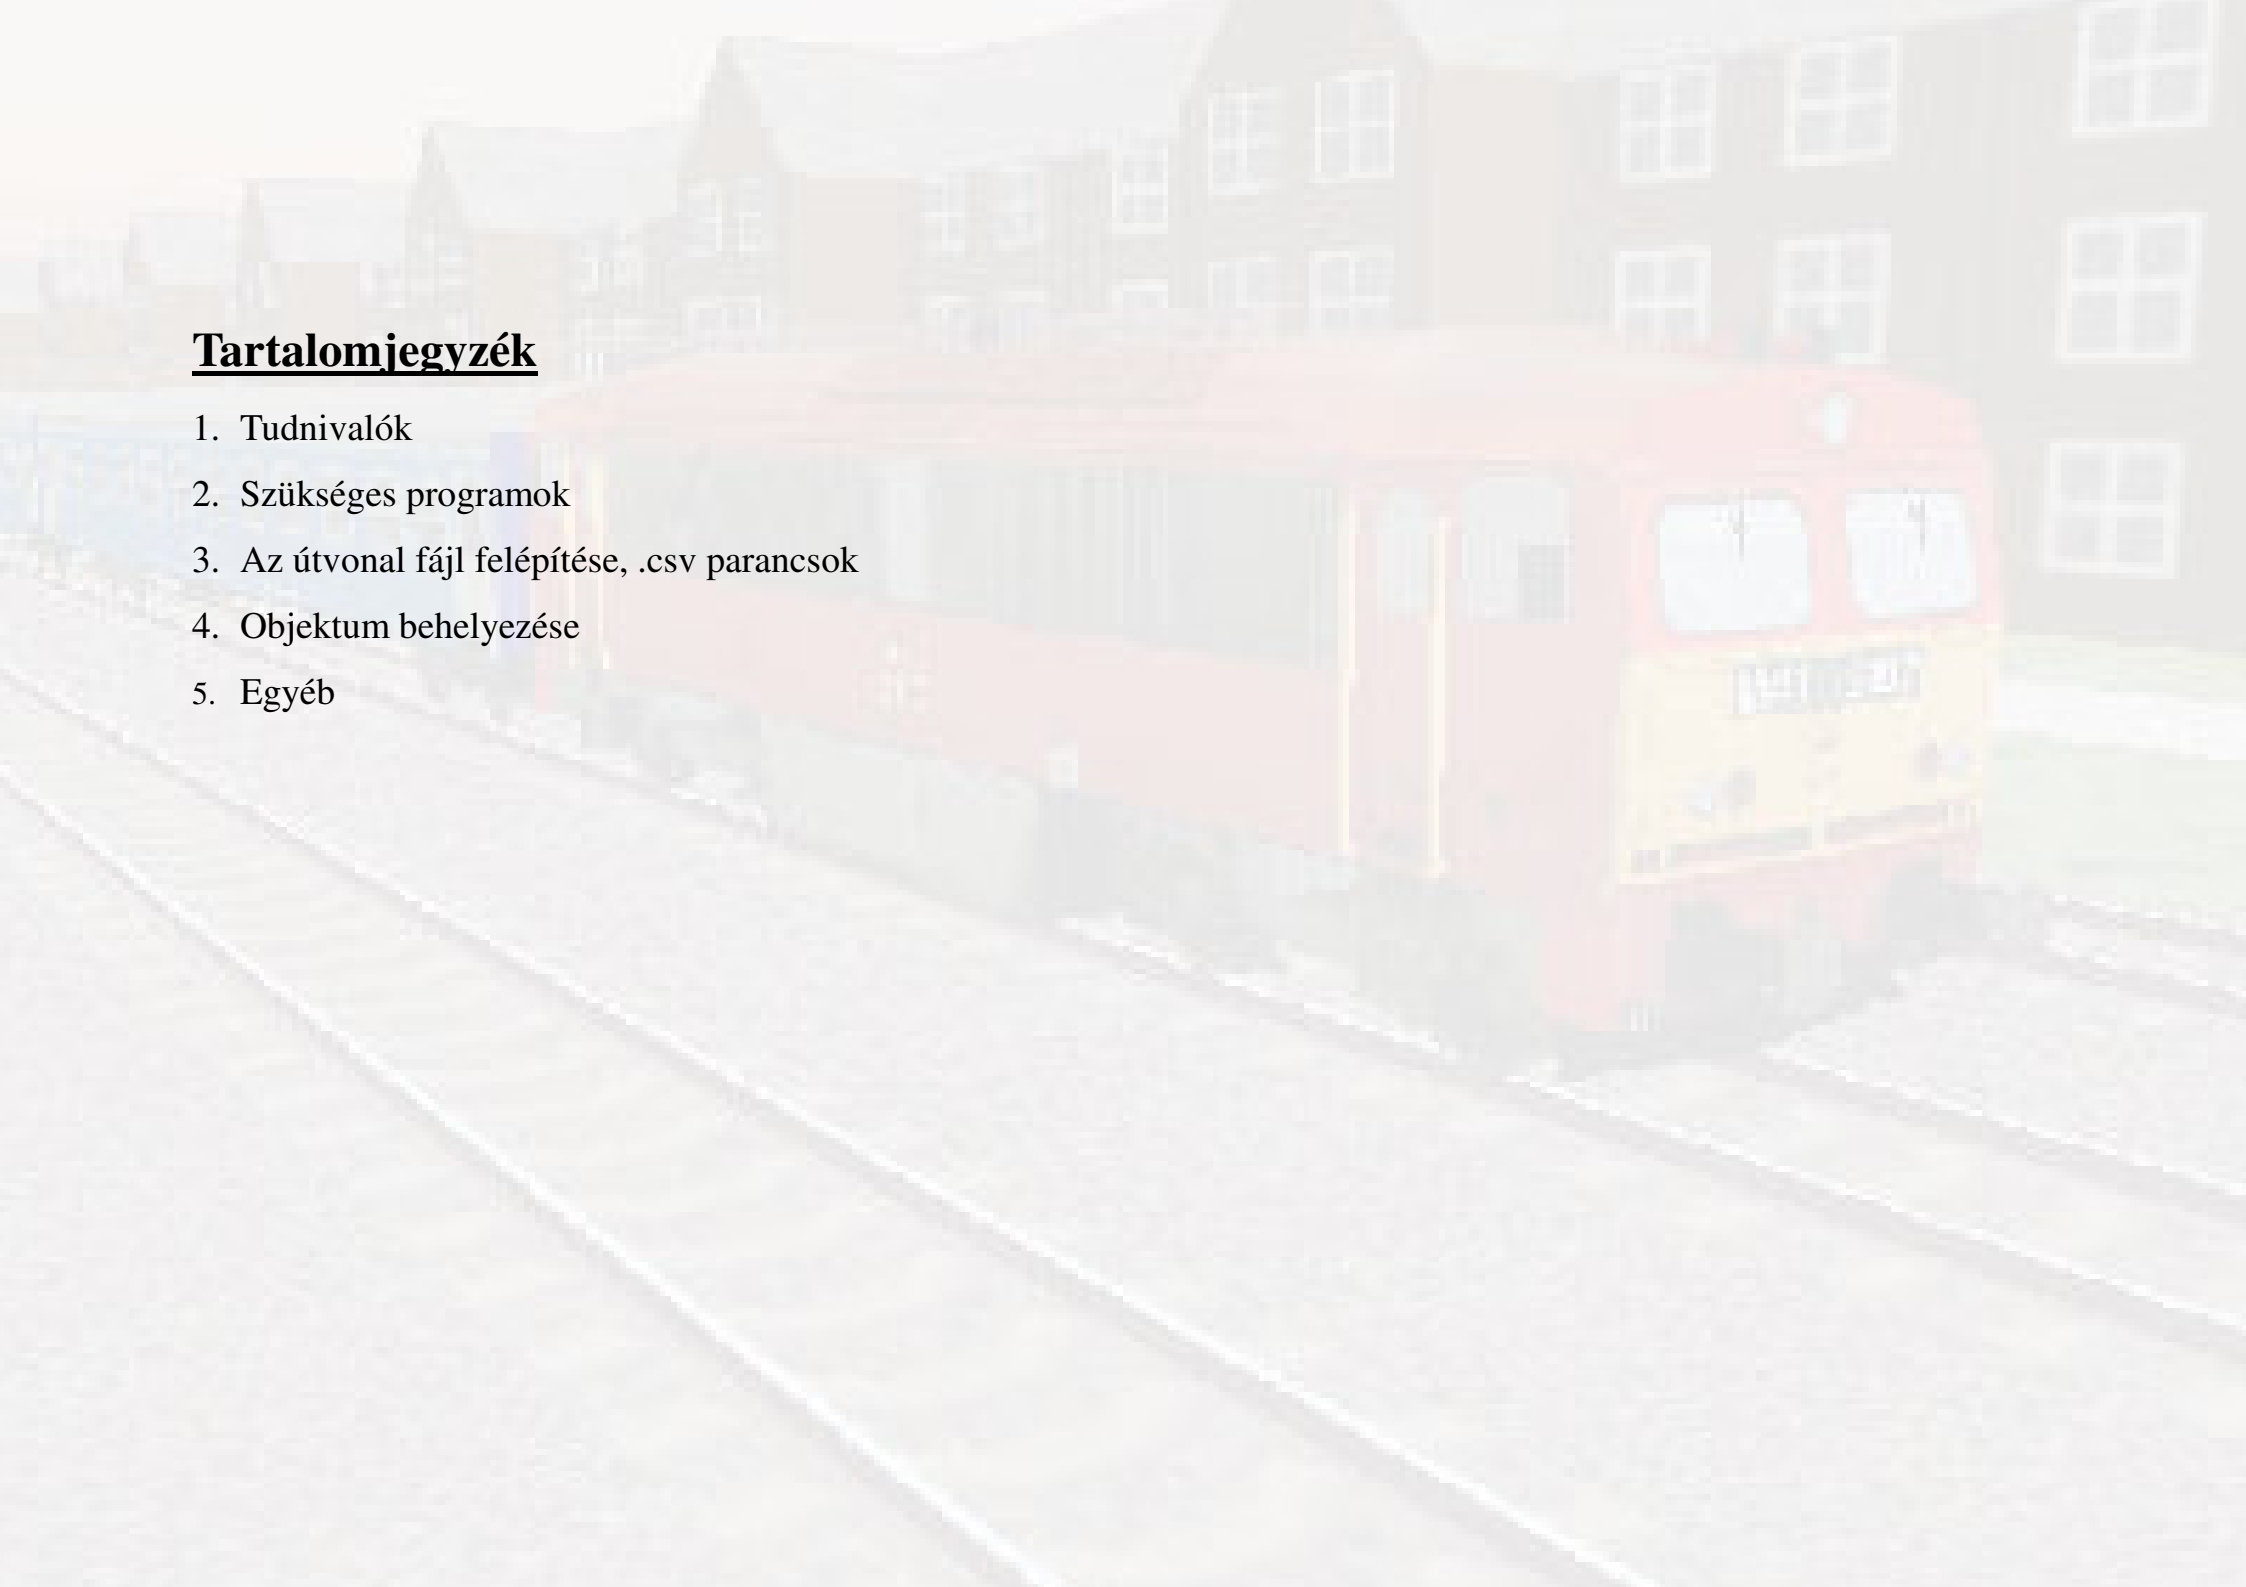 Tartalomjegyzék
1. Tudnivalók
2. Szükséges programok
3. Az útvonal fájl felépítése, .csv parancsok
4. Objektum behelyezése
5. Egyéb